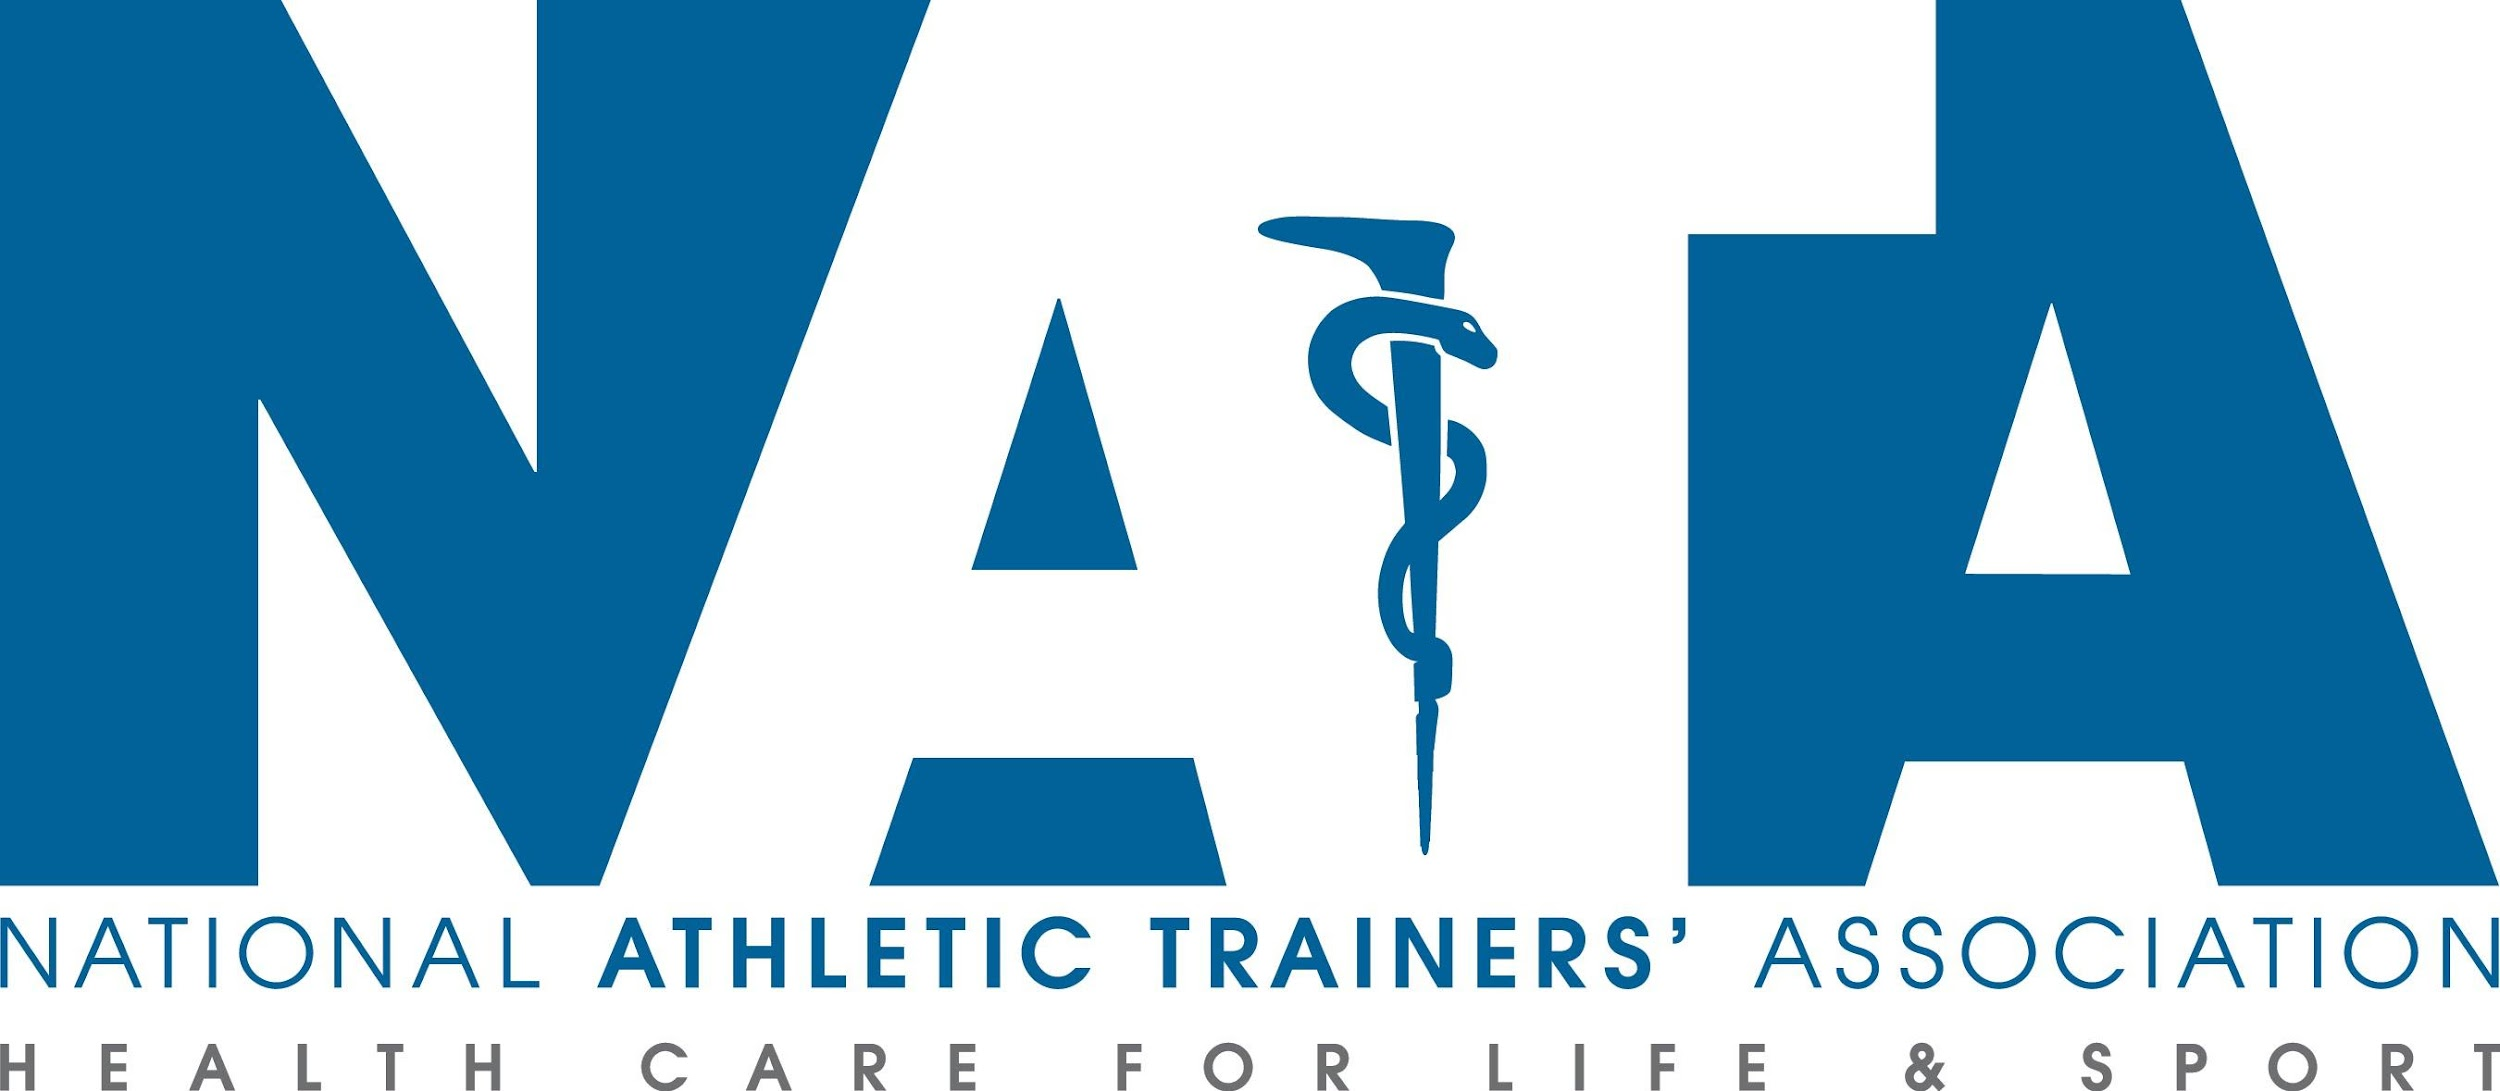 NATA
NATIONAL ATHLETIC TRAINERS' ASSOCIATION
HEALTH CARE FOR LIFE & SPORT